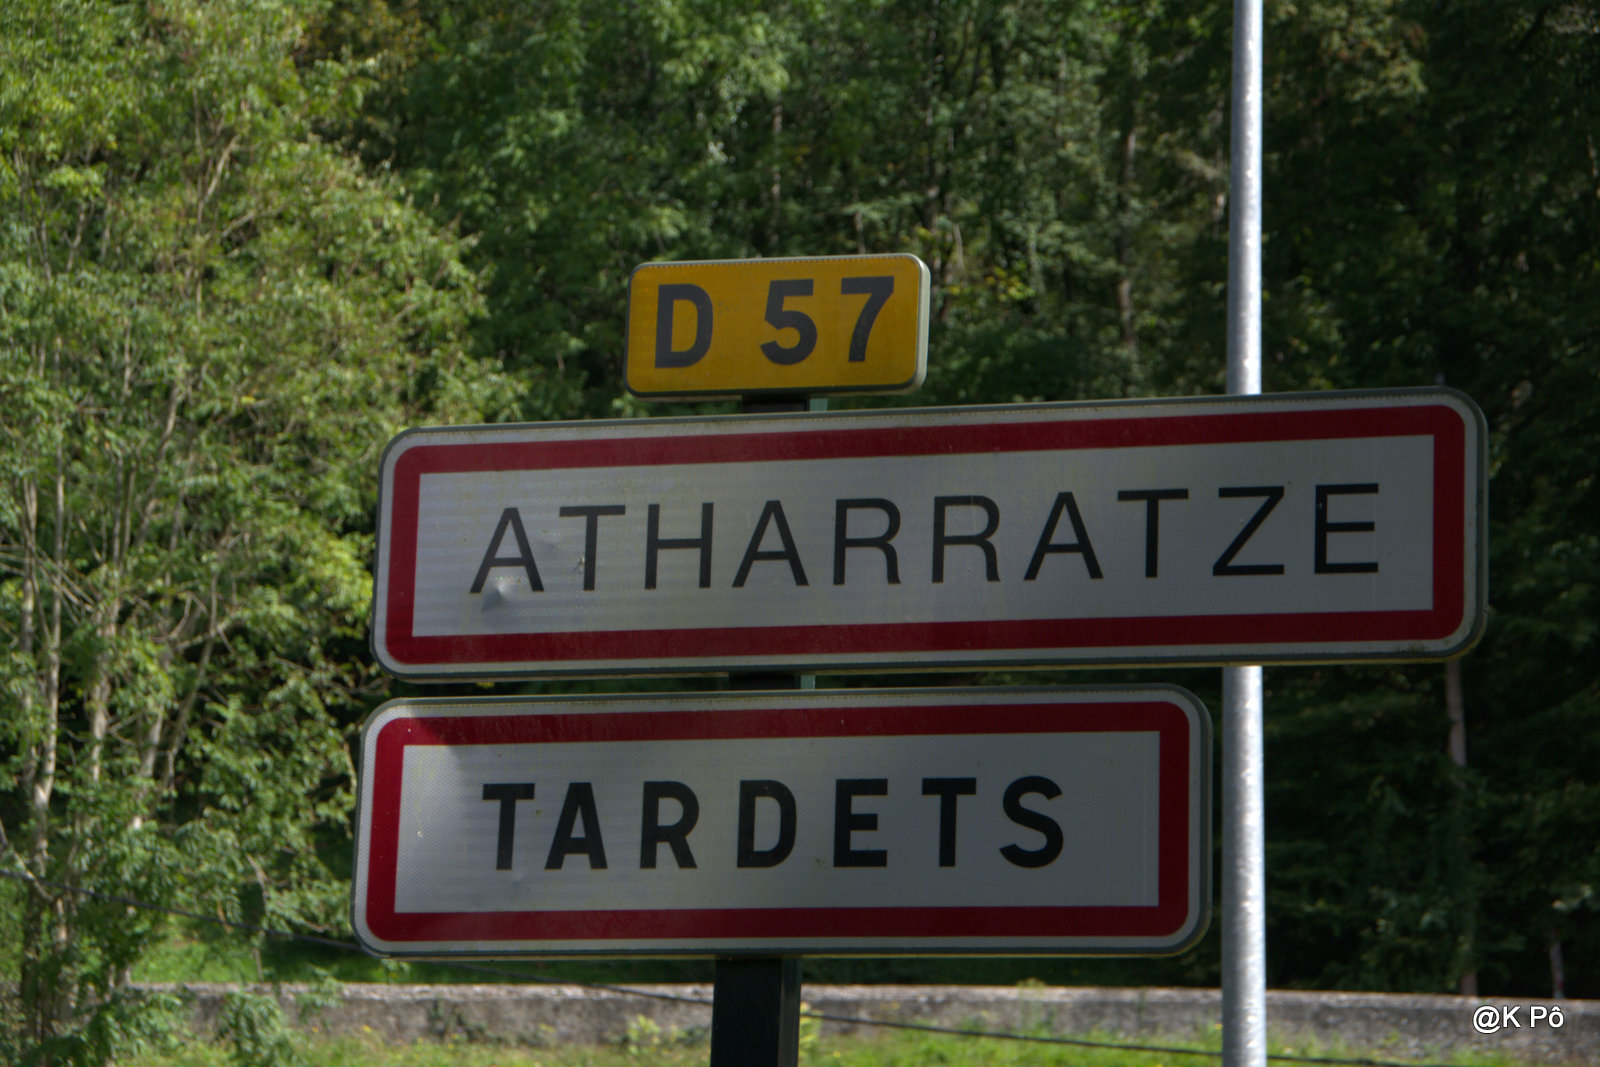 D 57
ATHARRATZE
TARDETS
@K Pô